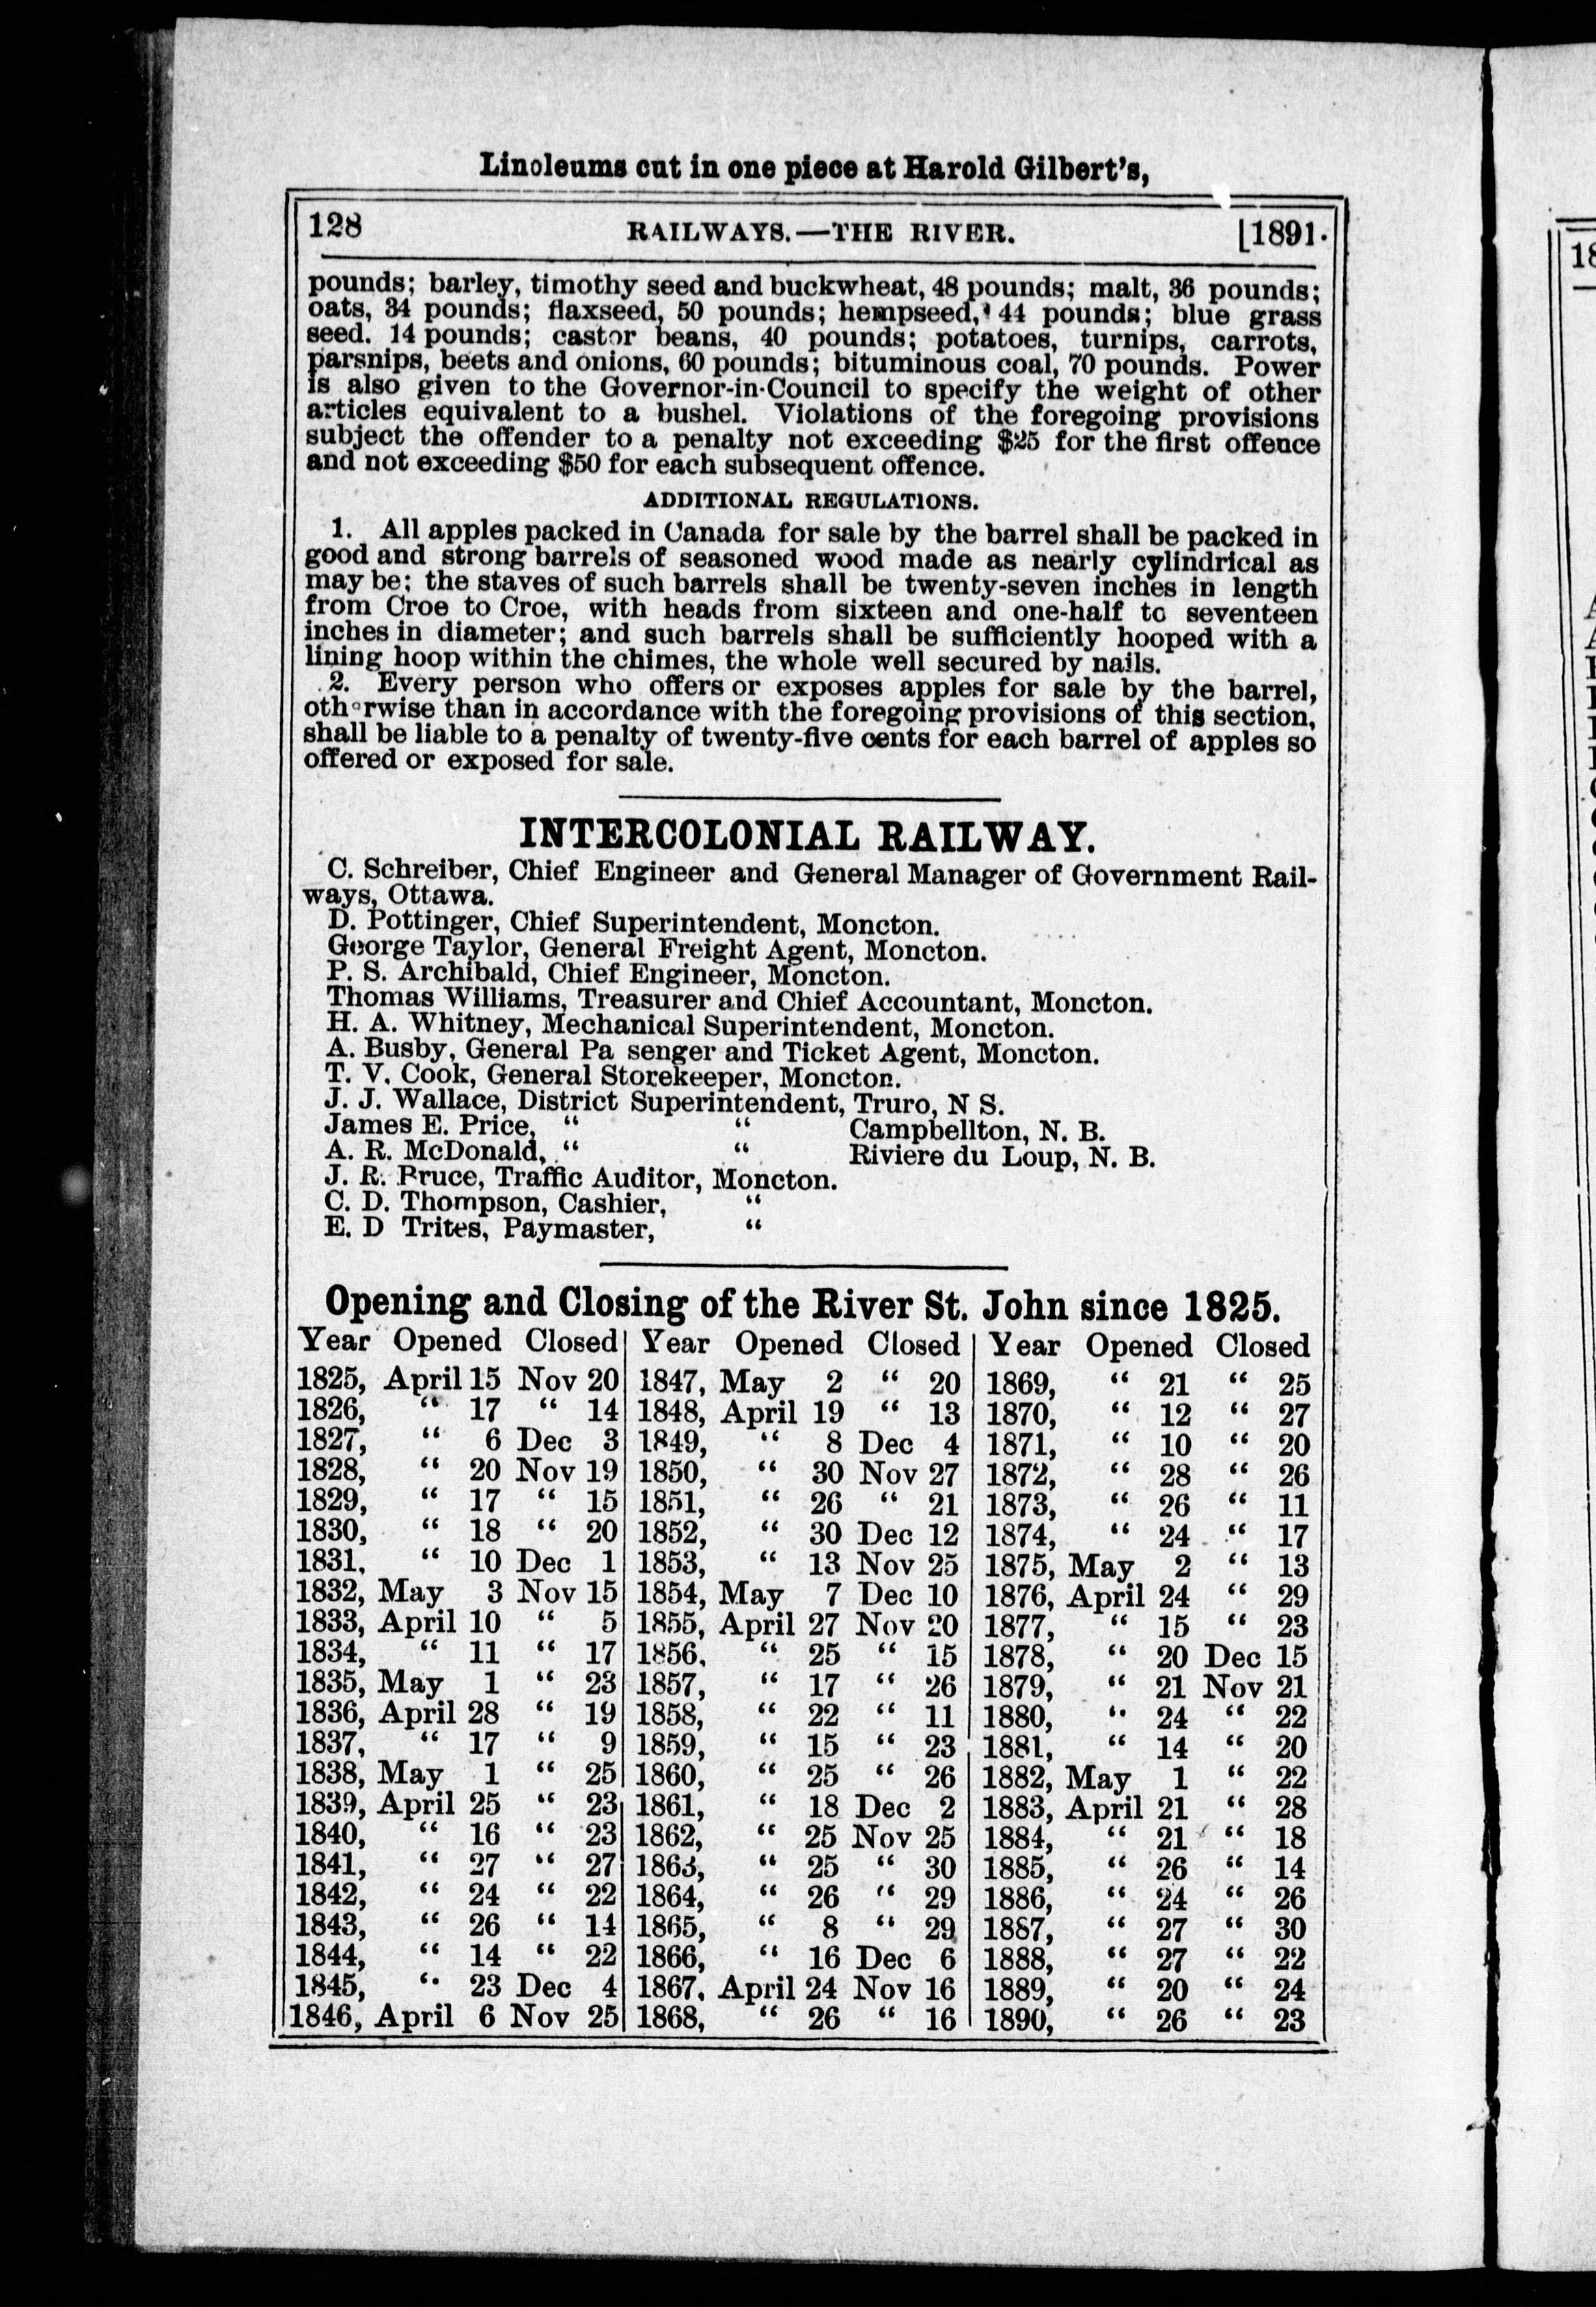 Linoleums cut in one piece at Harold Gilbert's,
128 RAILWAYS.—THE RIVER. [1891.
pounds; barley, timothy seed and buckwheat, 48 pounds; malt, 36 pounds;
oats, 34 pounds; flaxseed, 50 pounds; hempseed, 44 pounds; blue grass
seed. 14 pounds; castor beans, 40 pounds; potatoes, turnips, carrots,
parsnips, beets and onions, 60 pounds; bituminous coal, 70 pounds. Power
is also given to the Governor-in-Council to specify the weight of other
articles equivalent to a bushel. Violations of the foregoing provisions
subject the offender to a penalty not exceeding $25 for the first offence
and not exceeding $50 for each subsequent offence.
ADDITIONAL REGULATIONS.
1. All apples packed in Canada for sale by the barrel shall be packed in
good and strong barrels of seasoned wood made as nearly cylindrical as
may be; the staves of such barrels shall be twenty-seven inches in length
from Croe to Croe, with heads from sixteen and one-half to seventeen
inches in diameter; and such barrels shall be sufficiently hooped with a
lining hoop within the chimes, the whole well secured by nails.
2. Every person who offers or exposes apples for sale by the barrel,
otherwise than in accordance with the foregoing provisions of this section,
shall be liable to a penalty of twenty-five cents for each barrel of apples so
offered or exposed for sale.
INTERCOLONIAL RAILWAY.
C. Schreiber, Chief Engineer and General Manager of Government Rail-
ways, Ottawa.
D. Pottinger, Chief Superintendent, Moncton.
George Taylor, General Freight Agent, Moncton.
P. S. Archibald, Chief Engineer, Moncton.
Thomas Williams, Treasurer and Chief Accountant, Moncton.
H. A. Whitney, Mechanical Superintendent, Moncton.
A. Busby, General Pa senger and Ticket Agent, Moncton.
T. V. Cook, General Storekeeper, Moncton.
J. J. Wallace, District Superintendent, Truro, N S.
James E. Price, " " Campbellton, N. B.
A. R. McDonald, " " Riviere du Loup, N. B.
J. R. Bruce, Traffic Auditor, Moncton.
C. D. Thompson, Cashier, "
E. D Trites, Paymaster, "
Opening and Closing of the River St. John since 1825.
Year Opened Closed Year Opened Closed Year Opened Closed
1825, April 15 Nov 20 1847, May 2 " 20 1869, " 21 " 25
1826, " 17 " 14 1848, April 19 " 13 1870, " 12 " 27
1827, " 6 Dec 3 1849, " 8 Dec 4 1871, " 10 " 20
1828, " 20 Nov 19 1850, " 30 Nov 27 1872, " 28 " 26
1829, " 17 " 15 1851, " 26 " 21 1873, " 26 " 11
1830, " 18 " 20 1852, " 30 Dec 12 1874, " 24 " 17
1831, " 10 Dec 1 1853, " 13 Nov 25 1875, May 2 " 13
1832, May 3 Nov 15 1854, May 7 Dec 10 1876, April 24 " 29
1833, April 10 " 5 1855, April 27 Nov 20 1877, " 15 " 23
1834, " 11 " 17 1856, " 25 " 15 1878, " 20 Dec 15
1835, May 1 " 23 1857, " 17 " 26 1879, " 21 Nov 21
1836, April 28 " 19 1858, " 22 " 11 1880, " 24 " 22
1837, " 17 " 9 1859, " 15 " 23 1881, " 14 " 20
1838, May 1 " 25 1860, " 25 " 26 1882, May 1 " 22
1839, April 25 " 23 1861, " 18 Dec 2 1883, April 21 " 28
1840, " 16 " 23 1862, " 25 Nov 25 1884, " 21 " 18
1841, " 27 " 27 1863, " 25 " 30 1885, " 26 " 14
1842, " 24 " 22 1864, " 26 " 29 1886, " 24 " 26
1843, " 26 " 14 1865, " 8 " 29 1887, " 27 " 30
1844, " 14 " 22 1866, " 16 Dec 6 1888, " 27 " 22
1845, " 23 Dec 4 1867, April 24 Nov 16 1889, " 20 " 24
1846, April 6 Nov 25 1868, " 26 " 16 1890, " 26 " 23